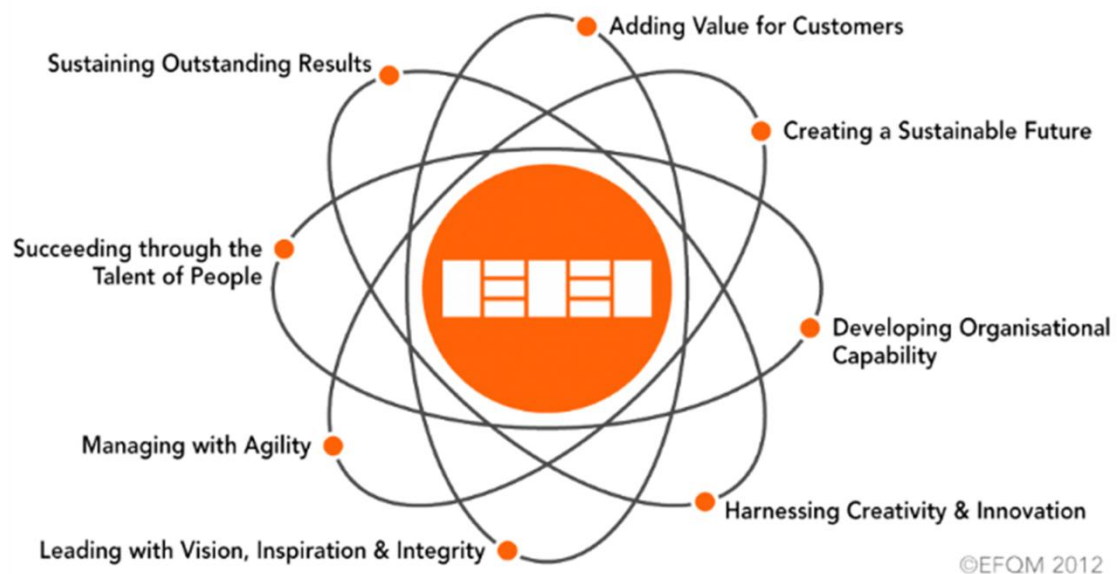 Adding Value for Customers
Sustaining Outstanding Results
Creating a Sustainable Future
Succeeding through the
Talent of People
Developing Organisational
Capability
Managing with Agility
Harnessing Creativity & Innovation
Leading with Vision, Inspiration & Integrity
©EFQM 2012